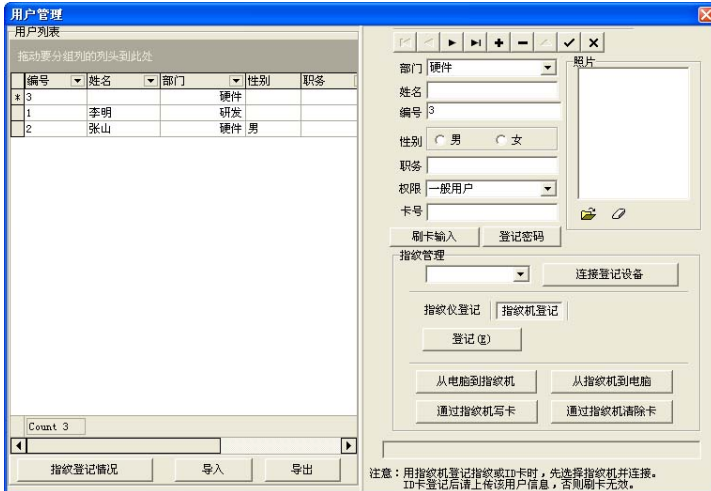 用户管理
用户列表
拖动要分组列的列头到此处
编号 姓名 部门 性别 职务
* 3 硬件
1 李明 研发
2 张山 硬件 男
Count 3
指纹登记情况 导入 导出
部门 硬件
照片
姓名
编号 3
性别 男 女
职务
权限 一般用户
卡号
刷卡输入 登记密码
指纹管理
连接登记设备
指纹仪登记 指纹机登记
登记(E)
从电脑到指纹机 从指纹机到电脑
通过指纹机写卡 通过指纹机清除卡
注意:用指纹机登记指纹或ID卡时,先选择指纹机并连接。
ID卡登记后请上传该用户信息,否则刷卡无效。